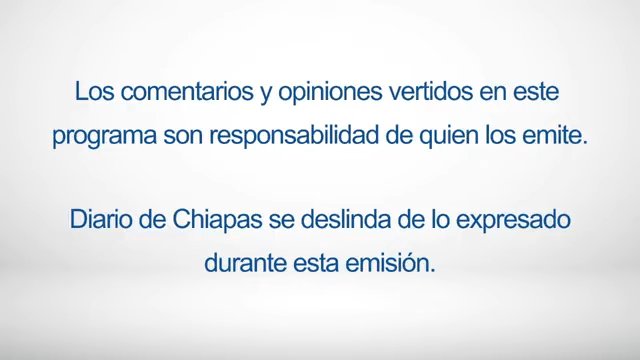 Los comentarios y opiniones vertidos en este
programa son responsabilidad de quien los emite.
Diario de Chiapas se deslinda de lo expresado
durante esta emisión.